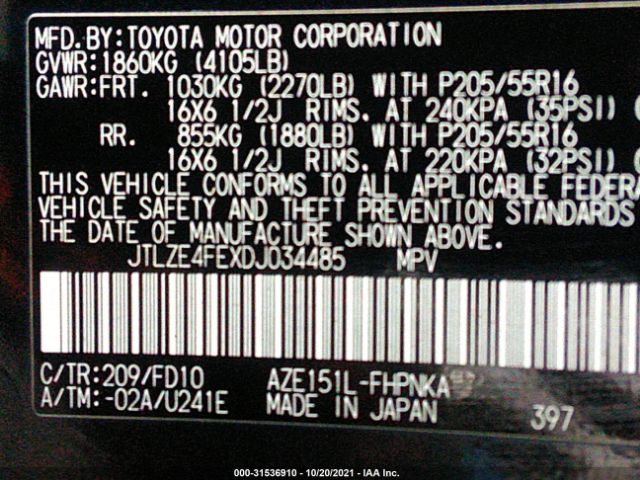 MFD.BY:TOYOTA MOTOR CORPORATION
GVWR:1860KG (4105LB)
GAWR:FRT. 1030KG (2270LB) WITH P205/55R16
16X6 1/2J RIMS. AT 240KPA (35PSI) (
RR. 855KG (1880LB) WITH P205/55R16
16X6 1/2J RIMS. AT 220KPA (32PSI) (
THIS VEHICLE CONFORMS TO ALL APPLICABLE FEDER
VEHICLE SAFETY AND THEFT PREVENTION STANDARDS
THE DATE OF MANUFACTURE SHOWN ABOVE.
JTLZE4FEXDJ034485 MPV
C/TR:209/FD10 AZE151L-FHPNKA
A/TM:-02A/U241E MADE IN JAPAN 397
000-31536910 - 10/20/2021 - IAA Inc.